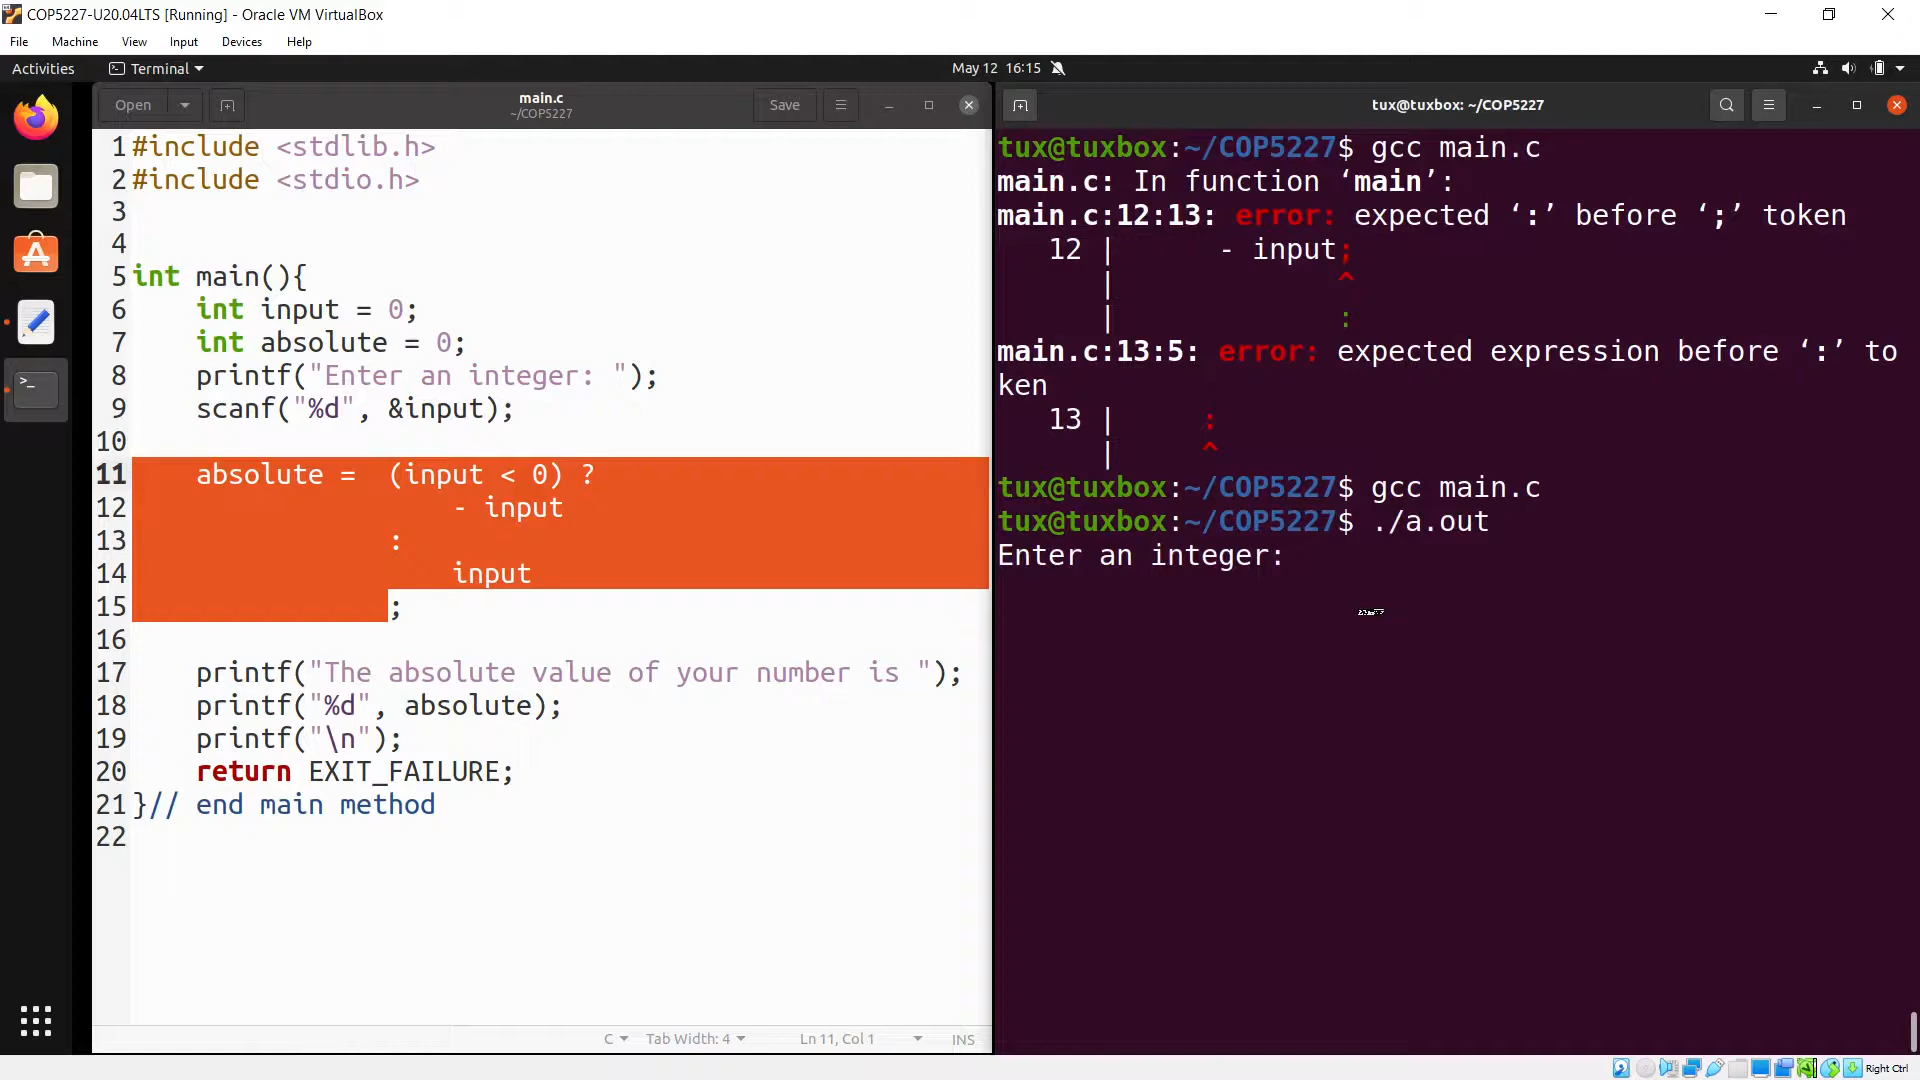 COP5227-U20.04LTS [Running] - Oracle VM VirtualBox
File Machine View Input Devices Help
Activities Terminal May 12 16:15
Open main.c Save
~/COP5227
tux@tuxbox: ~/COP5227
1 #include <stdlib.h>
2 #include <stdio.h>
3
4
5 int main(){
6 int input = 0;
7 int absolute = 0;
8 printf("Enter an integer: ");
9 scanf("%d", &input);
10
11 absolute = (input < 0) ?
12 - input
13 :
14 input
15 ;
16
17 printf("The absolute value of your number is ");
18 printf("%d", absolute);
19 printf("\n");
20 return EXIT_FAILURE;
21 }// end main method
22
C Tab Width: 4 Ln 11, Col 1 INS
tux@tuxbox:~/COP5227$ gcc main.c
main.c: In function ‘main’:
main.c:12:13: error: expected ‘:’ before ‘;’ token
12 | - input;
| ^
| :
main.c:13:5: error: expected expression before ‘:’ to
ken
13 | :
| ^
tux@tuxbox:~/COP5227$ gcc main.c
tux@tuxbox:~/COP5227$ ./a.out
Enter an integer:
Right Ctrl